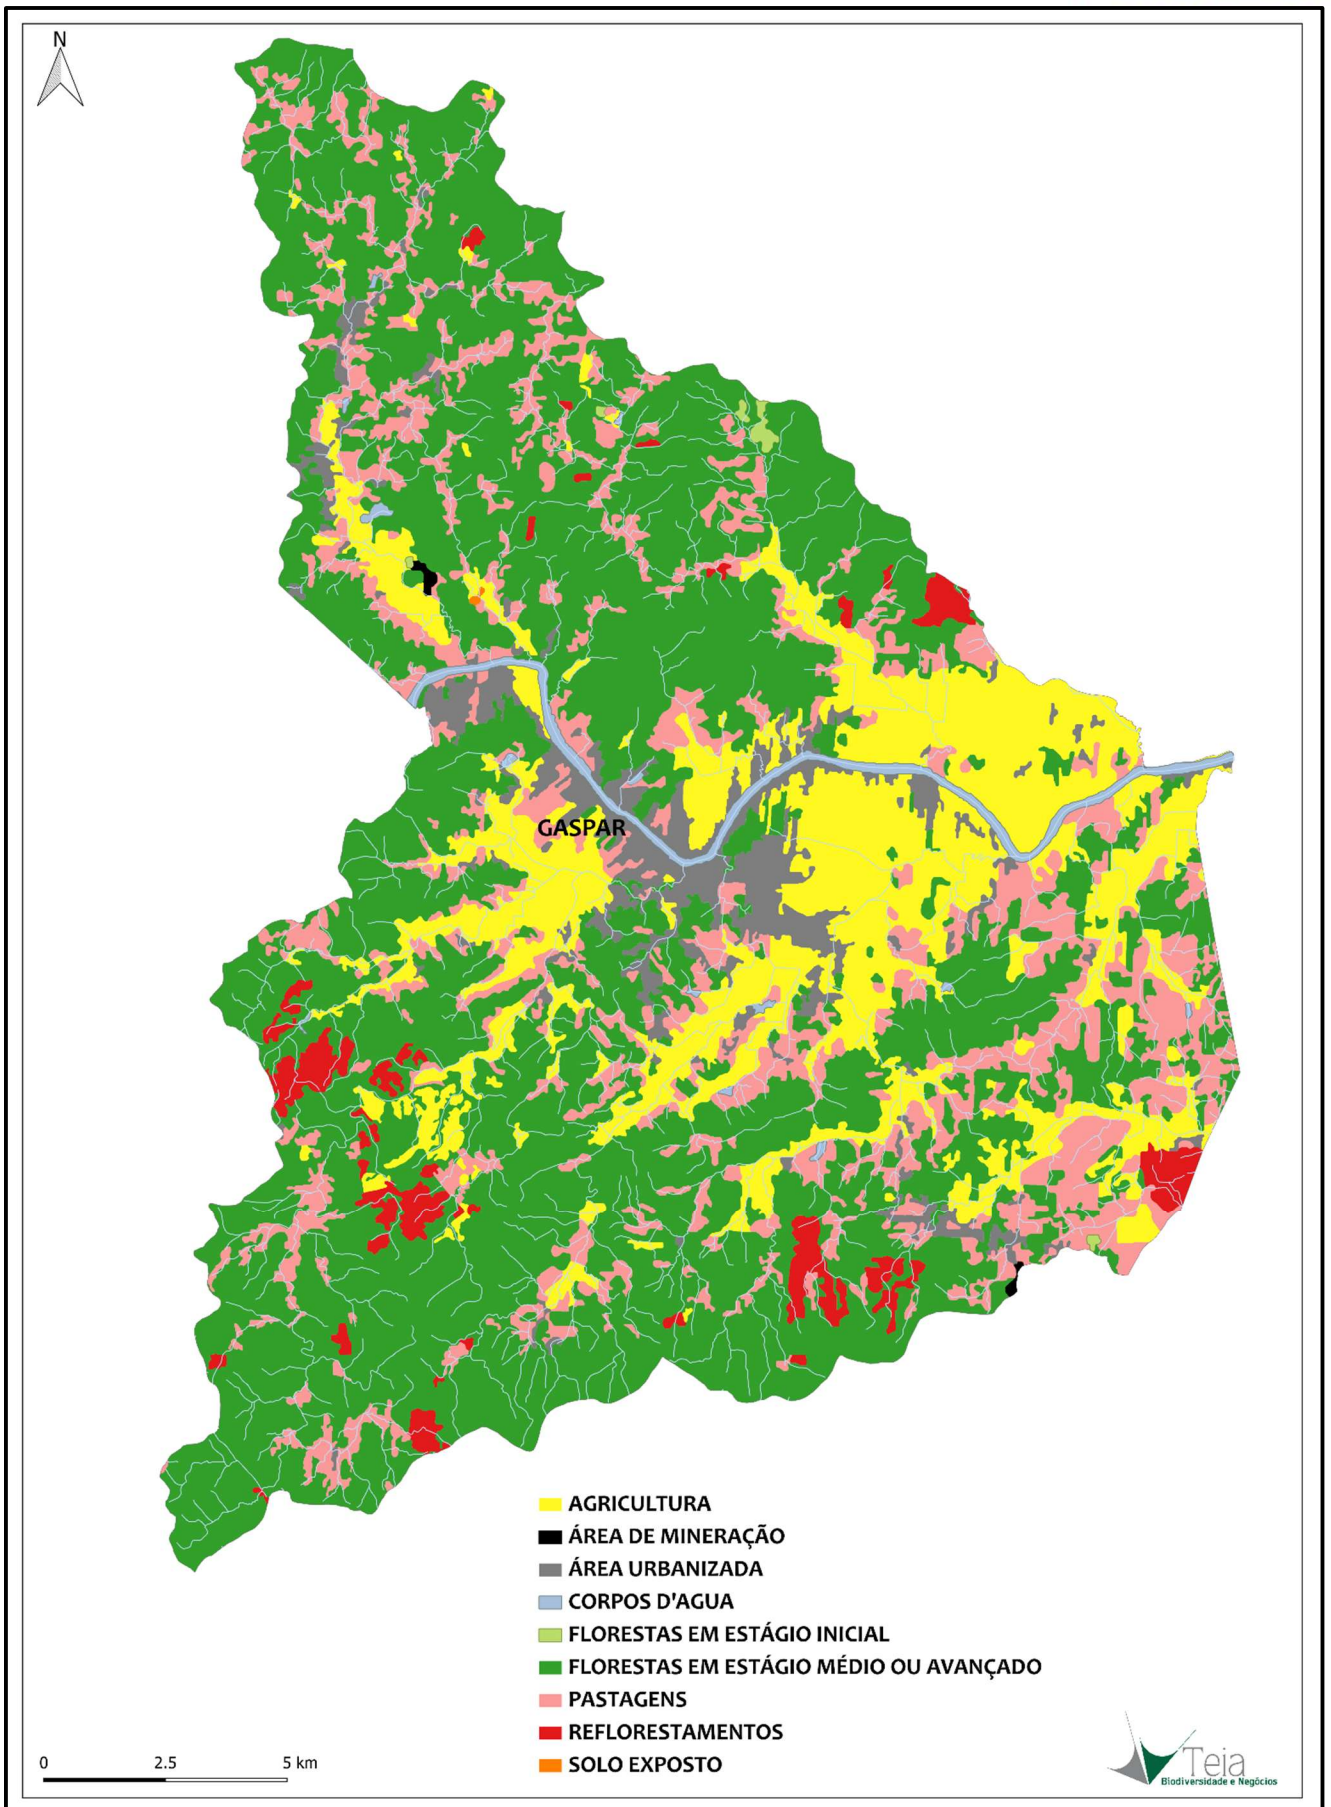 N
GASPAR
AGRICULTURA
ÁREA DE MINERAÇÃO
ÁREA URBANIZADA
CORPOS D'AGUA
FLORESTAS EM ESTÁGIO INICIAL
FLORESTAS EM ESTÁGIO MÉDIO OU AVANÇADO
PASTAGENS
REFLORESTAMENTOS
SOLO EXPOSTO
0 2.5 5 km
Teia
Biodiversidade e Negócios